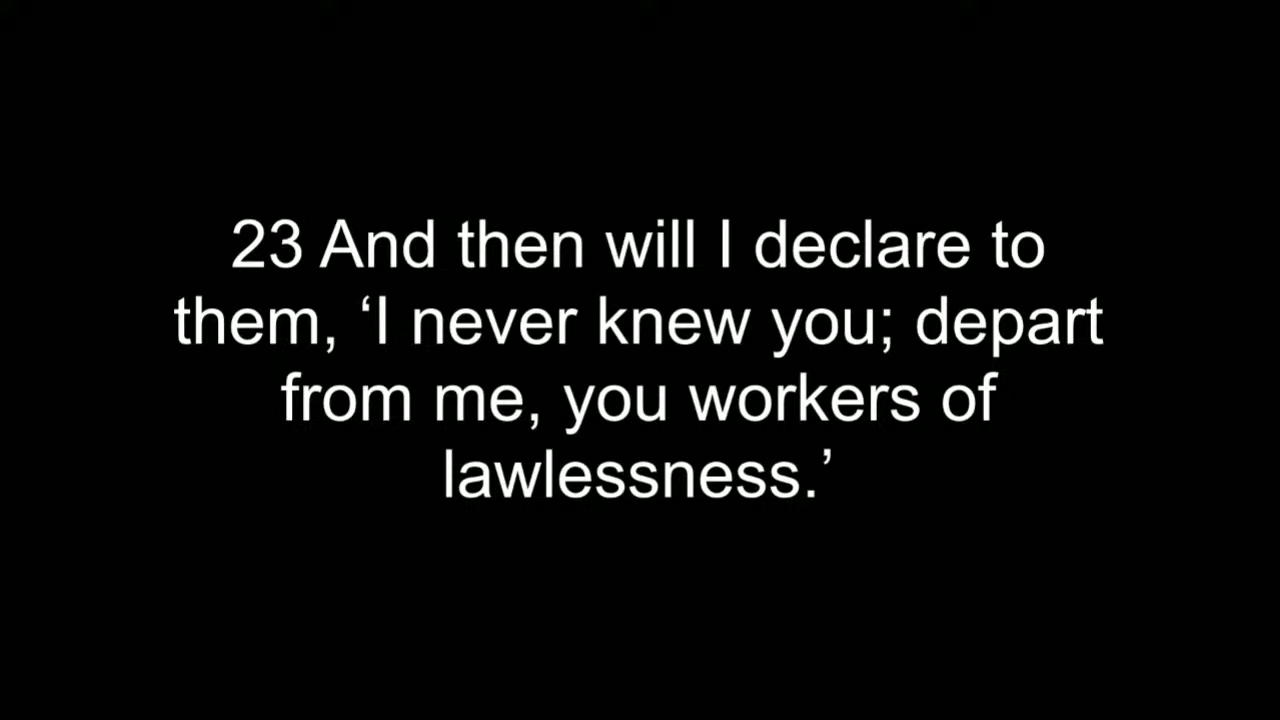 23 And then will I declare to
them, ‘I never knew you; depart
from me, you workers of
lawlessness.’